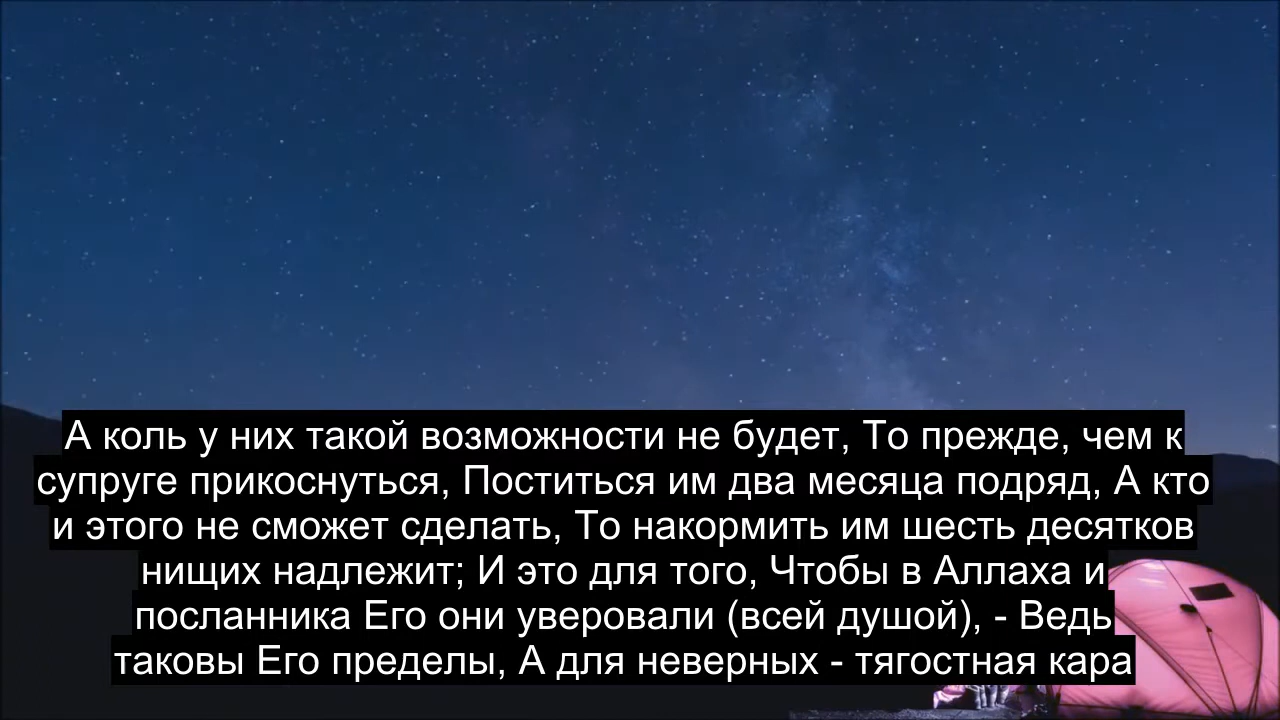 А коль у них такой возможности не будет, То прежде, чем к
супруге прикоснуться, Поститься им два месяца подряд, А кто
и этого не сможет сделать, То накормить им шесть десятков
нищих надлежит; И это для того, Чтобы в Аллаха и
посланника Его они уверовали (всей душой), - Ведь
таковы Его пределы, А для неверных - тягостная кара